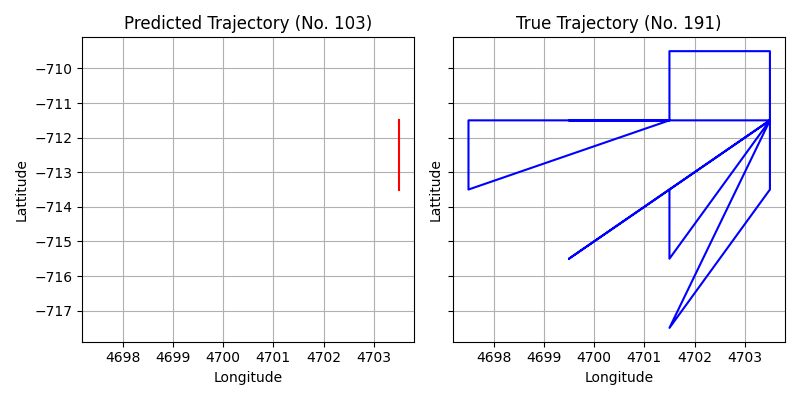 Predicted Trajectory (No. 103)
True Trajectory (No. 191)
−710
−711
−712
−713
−714
−715
−716
−717
Lattitude
Lattitude
4698 4699 4700 4701 4702 4703
4698 4699 4700 4701 4702 4703
Longitude
Longitude